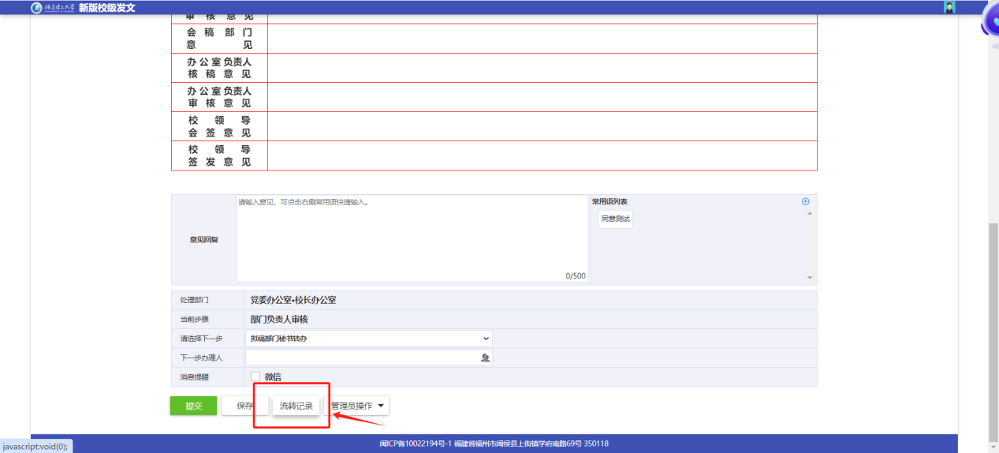 新版校级发文
审 核 意 见
会 稿 部 门
意 见
办 公 室 负责人
核 稿 意 见
办 公 室 负责人
审 核 意 见
校 领 导
会 签 意 见
校 领 导
签 发 意 见
请输入意见，可点击右侧常用语快捷输入。
常用语列表
同意测试
意见回复
0/500
处理部门 党委办公室•校长办公室
当前步骤 部门负责人审核
请选择下一步 拟稿部门秘书转办
下一步办理人
消息提醒 微信
提交 保存 流转记录 管理员操作
闽ICP备10022194号-1 福建省福州市闽侯县上街镇学府南路69号 350118
javascript:void(0);